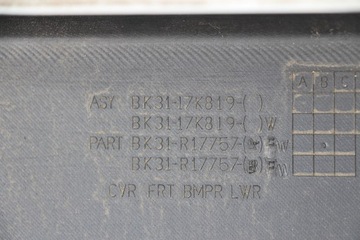 A B C
ASY BK31-17K819-( )
BK31-17K819-( )W
PART BK31-R17757-( )
BK31-R17757-( )
CVR FRT BMPR LWR